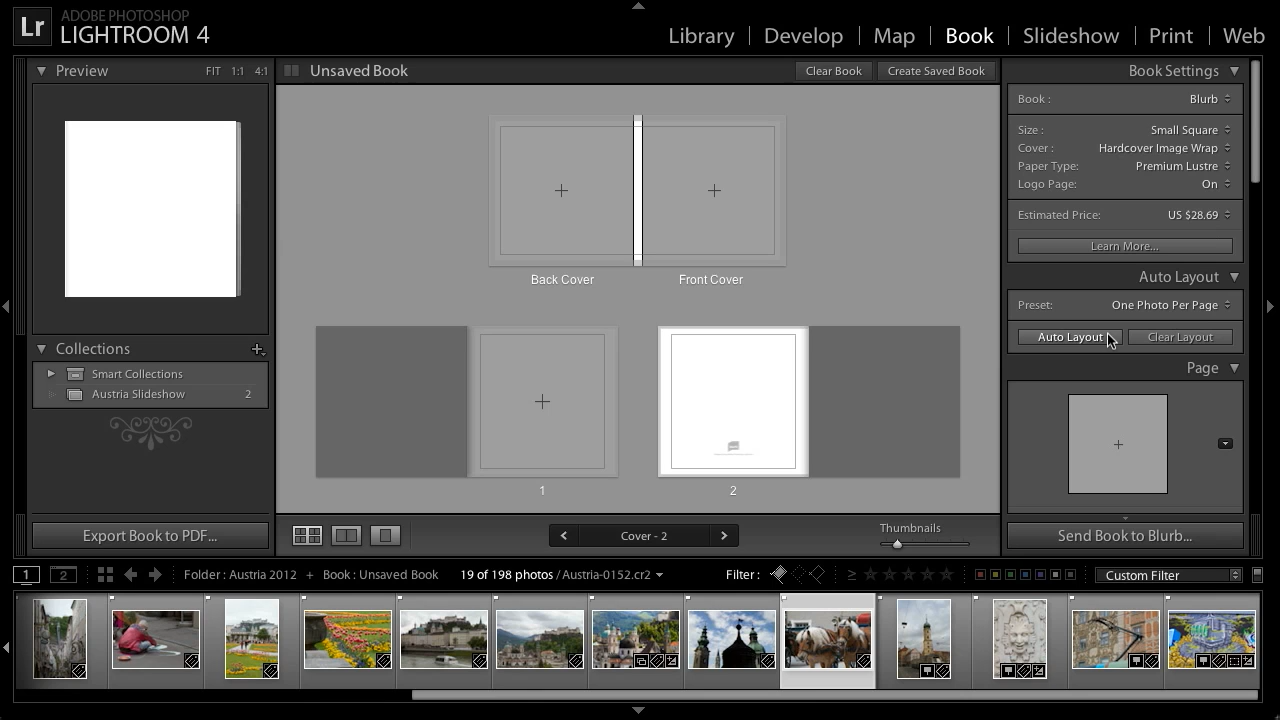 Lr
ADOBE PHOTOSHOP
LIGHTROOM 4
Library | Develop | Map | Book | Slideshow | Print | Web
Preview FIT 1:1 4:1
Unsaved Book Clear Book Create Saved Book
Book Settings
Book : Blurb
Size : Small Square
Cover : Hardcover Image Wrap
Paper Type: Premium Lustre
Logo Page: On
Estimated Price: US $28.69
Learn More...
Back Cover Front Cover
Auto Layout
Preset: One Photo Per Page
Auto Layout Clear Layout
Collections
Smart Collections
Austria Slideshow 2
Page
1 2
Export Book to PDF...
Cover - 2
Thumbnails
Send Book to Blurb...
1 2 Folder : Austria 2012 + Book : Unsaved Book 19 of 198 photos / Austria-0152.cr2 Filter : ≥ Custom Filter